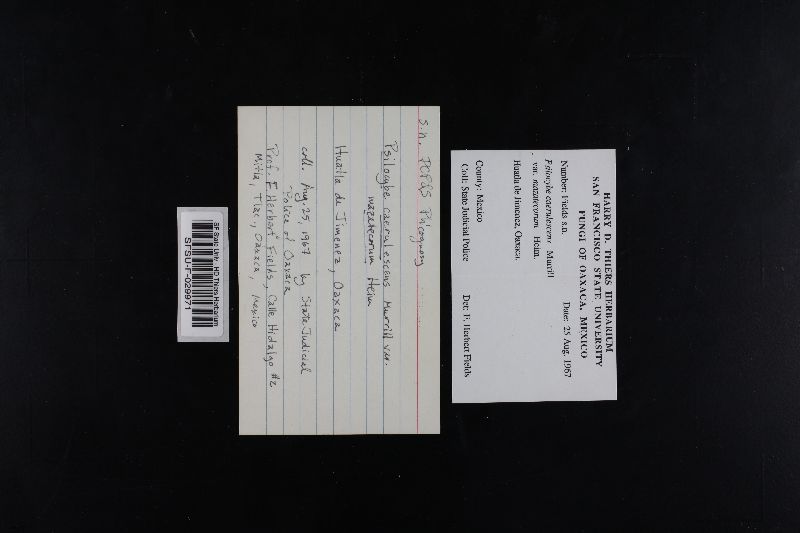 HARRY D. THIERS HERBARIUM
SAN FRANCISCO STATE UNIVERSITY
FUNGI OF OAXACA, MEXICO
Number: Fields s.n. Date: 25 Aug. 1967
Psilocybe caerulescens Murrill
var. mazatecorum Heim.
Huatla de Jimenez, Oaxaca.
County: Mexico
Coll: State Judicial Police Det: F. Herbert Fields
s.n.
Psilocybe caerulescens Murrill var.
mazatecorum Heim
Huatla de Jimenez, Oaxaca
coll. Aug. 25, 1967 by State Judicial
Police of Oaxaca
Prof. F. Herbert Fields, Calle Hidalgo #2
Mitla, Tlac., Oaxaca, Mexico
SF State Univ. HD Thiers Herbarium
SFSU-F-029971